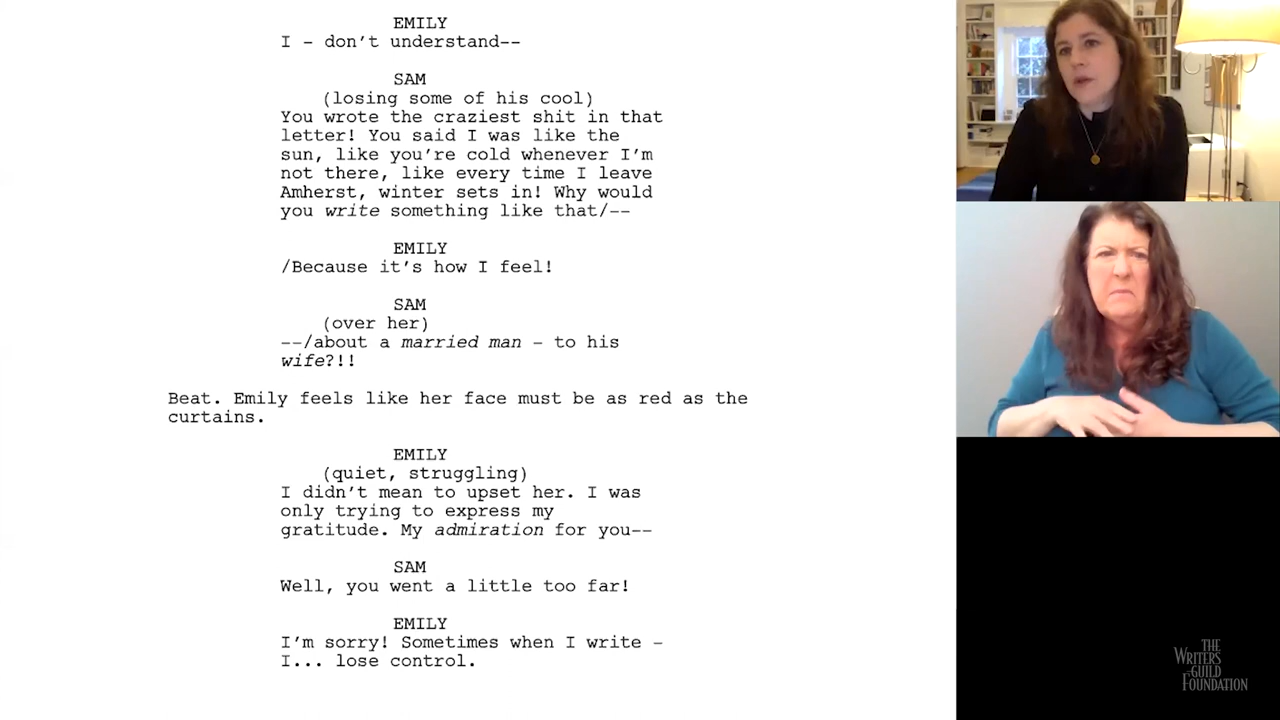 EMILY
I – don't understand--
SAM
(losing some of his cool)
You wrote the craziest shit in that
letter! You said I was like the
sun, like you're cold whenever I'm
not there, like every time I leave
Amherst, winter sets in! Why would
you write something like that/--
EMILY
/Because it's how I feel!
SAM
(over her)
--/about a married man – to his
wife?!!
Beat. Emily feels like her face must be as red as the
curtains.
EMILY
(quiet, struggling)
I didn't mean to upset her. I was
only trying to express my
gratitude. My admiration for you--
SAM
Well, you went a little too far!
EMILY
I'm sorry! Sometimes when I write –
I... lose control.
THE
WRITERS
GUILD
FOUNDATION